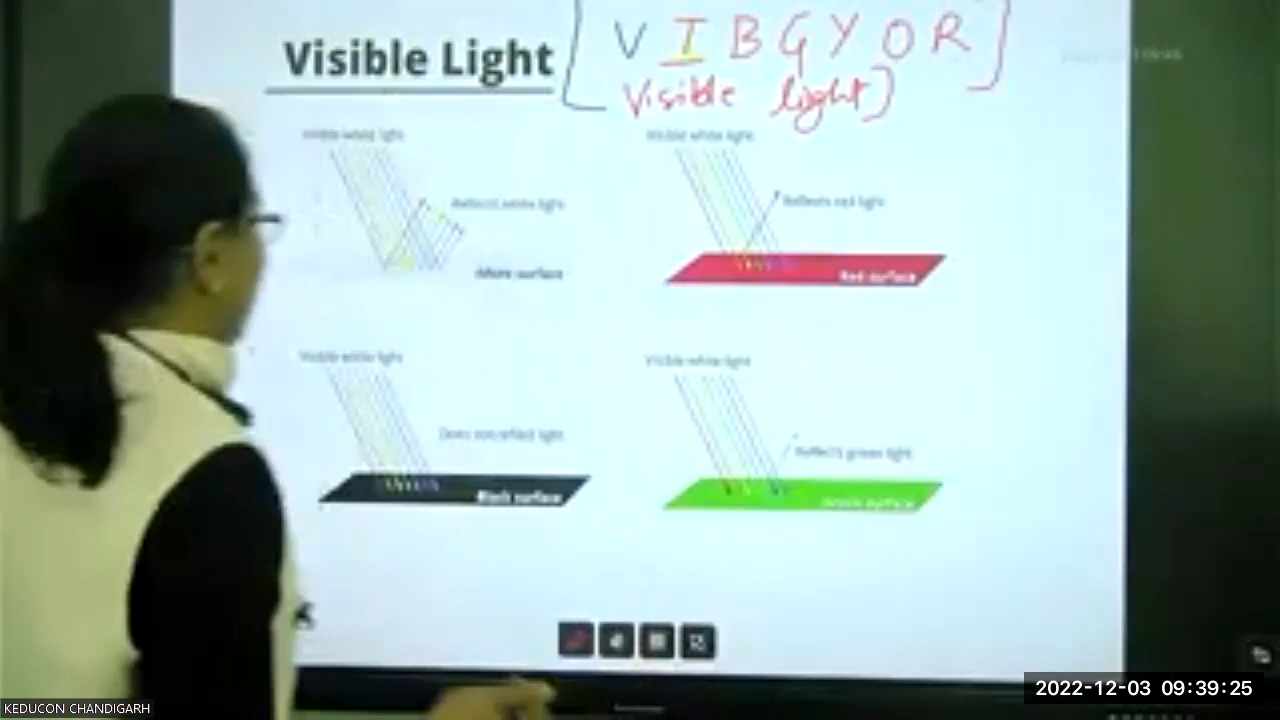 V I B G Y O R
Visible Light
Visible light
Visible white light
Visible white light
Reflects white light
Reflects red light
White surface
Red surface
Visible white light
Visible white light
Does not reflect light
Reflects green light
Black surface
Green surface
2022-12-03 09:39:25
KEDUCON CHANDIGARH